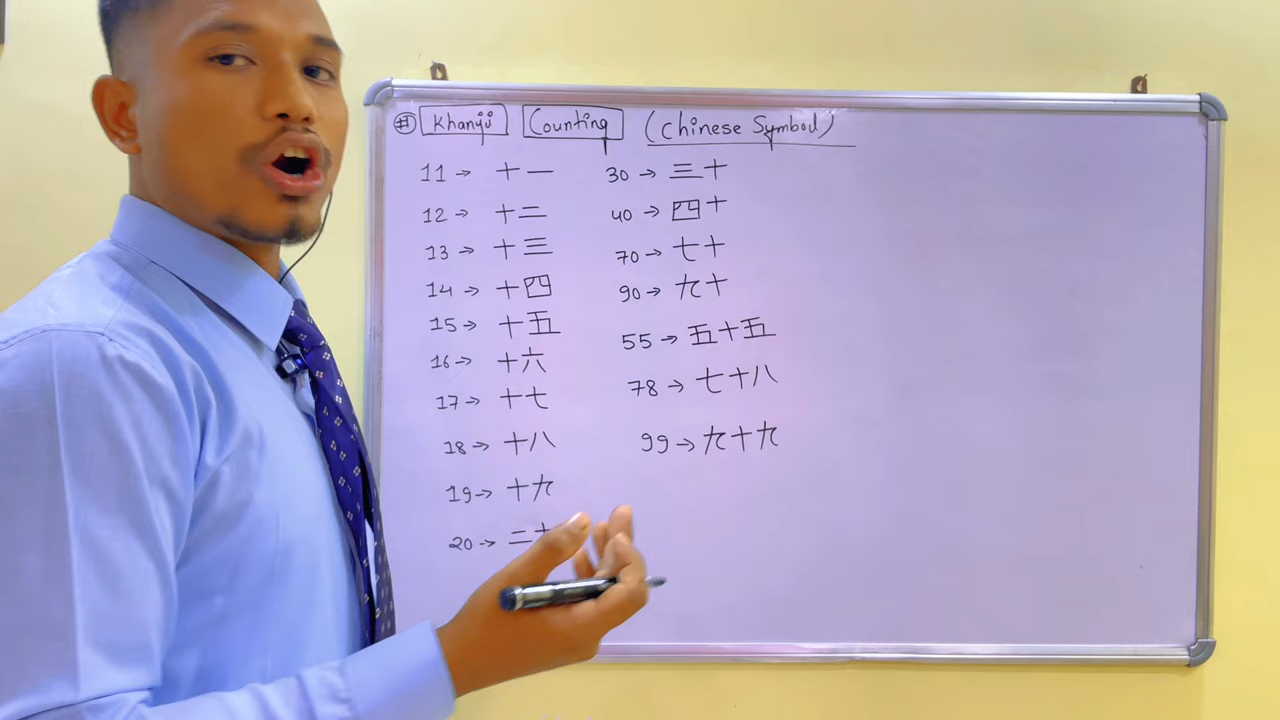 # Khanji Counting (Chinese Symbol)
11 → 十一
12 → 十二
13 → 十三
14 → 十四
15 → 十五
16 → 十六
17 → 十七
18 → 十八
19 → 十九
20 → 二十
30 → 三十
40 → 四十
70 → 七十
90 → 九十
55 → 五十五
78 → 七十八
99 → 九十九